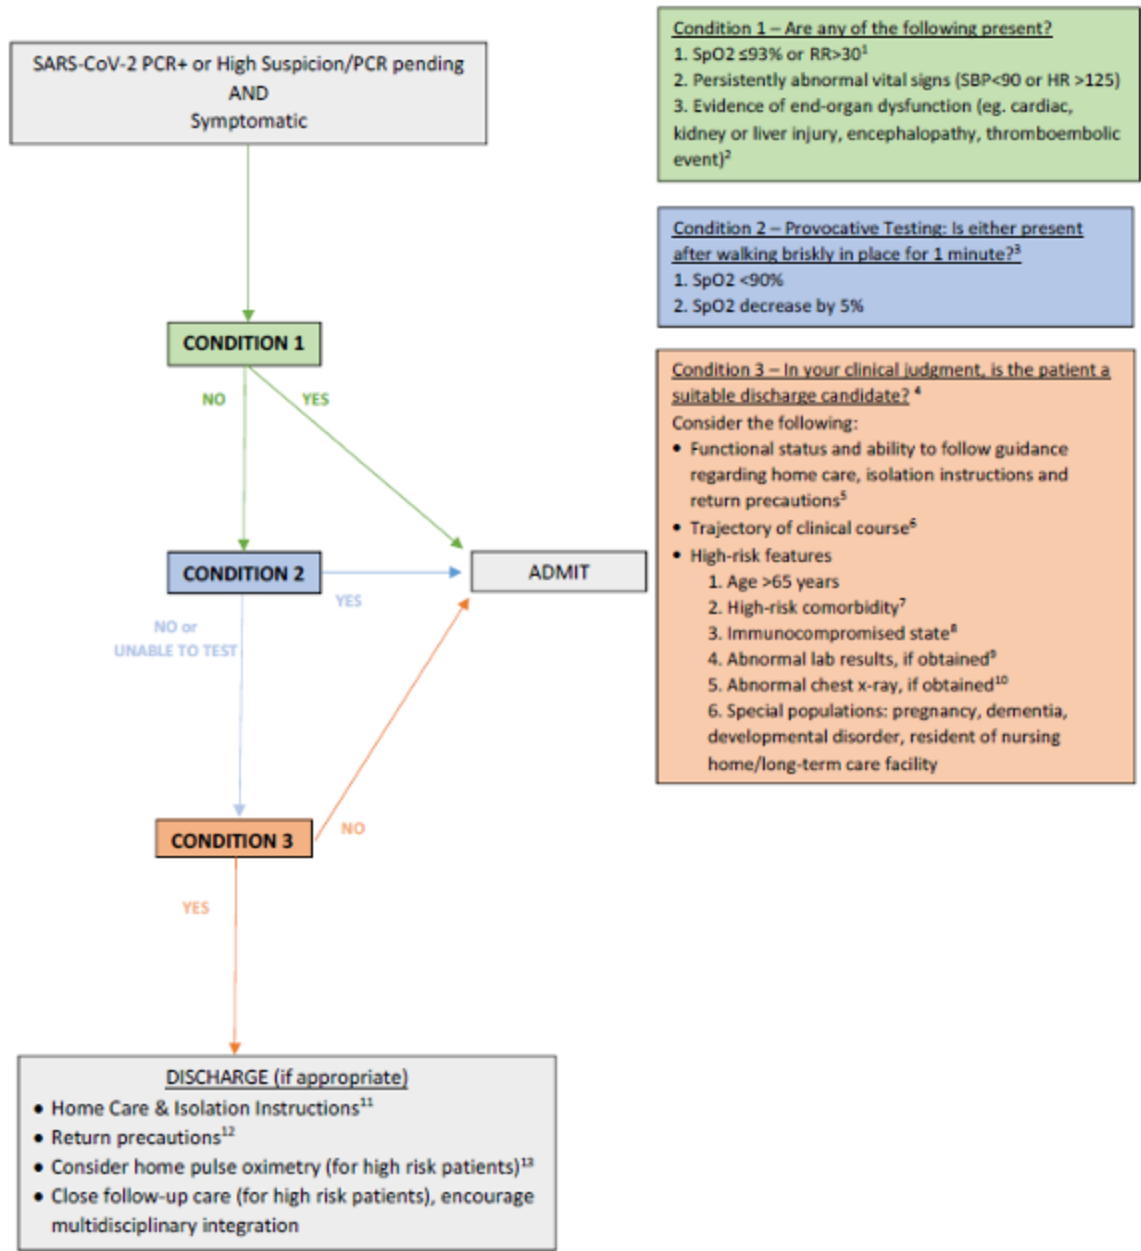 SARS-CoV-2 PCR+ or High Suspicion/PCR pending
AND
Symptomatic
CONDITION 1
NO
YES
CONDITION 2
YES
ADMIT
NO or
UNABLE TO TEST
CONDITION 3
NO
YES
DISCHARGE (if appropriate)
• Home Care & Isolation Instructions¹¹
• Return precautions¹²
• Consider home pulse oximetry (for high risk patients)¹³
• Close follow-up care (for high risk patients), encourage
multidisciplinary integration
Condition 1 – Are any of the following present?
1. SpO2 ≤93% or RR>30¹
2. Persistently abnormal vital signs (SBP<90 or HR >125)
3. Evidence of end-organ dysfunction (eg. cardiac,
kidney or liver injury, encephalopathy, thromboembolic
event)²
Condition 2 – Provocative Testing: Is either present
after walking briskly in place for 1 minute?³
1. SpO2 <90%
2. SpO2 decrease by 5%
Condition 3 – In your clinical judgment, is the patient a
suitable discharge candidate? ⁴
Consider the following:
• Functional status and ability to follow guidance
regarding home care, isolation instructions and
return precautions⁵
• Trajectory of clinical course⁶
• High-risk features
1. Age >65 years
2. High-risk comorbidity⁷
3. Immunocompromised state⁸
4. Abnormal lab results, if obtained⁹
5. Abnormal chest x-ray, if obtained¹⁰
6. Special populations: pregnancy, dementia,
developmental disorder, resident of nursing
home/long-term care facility